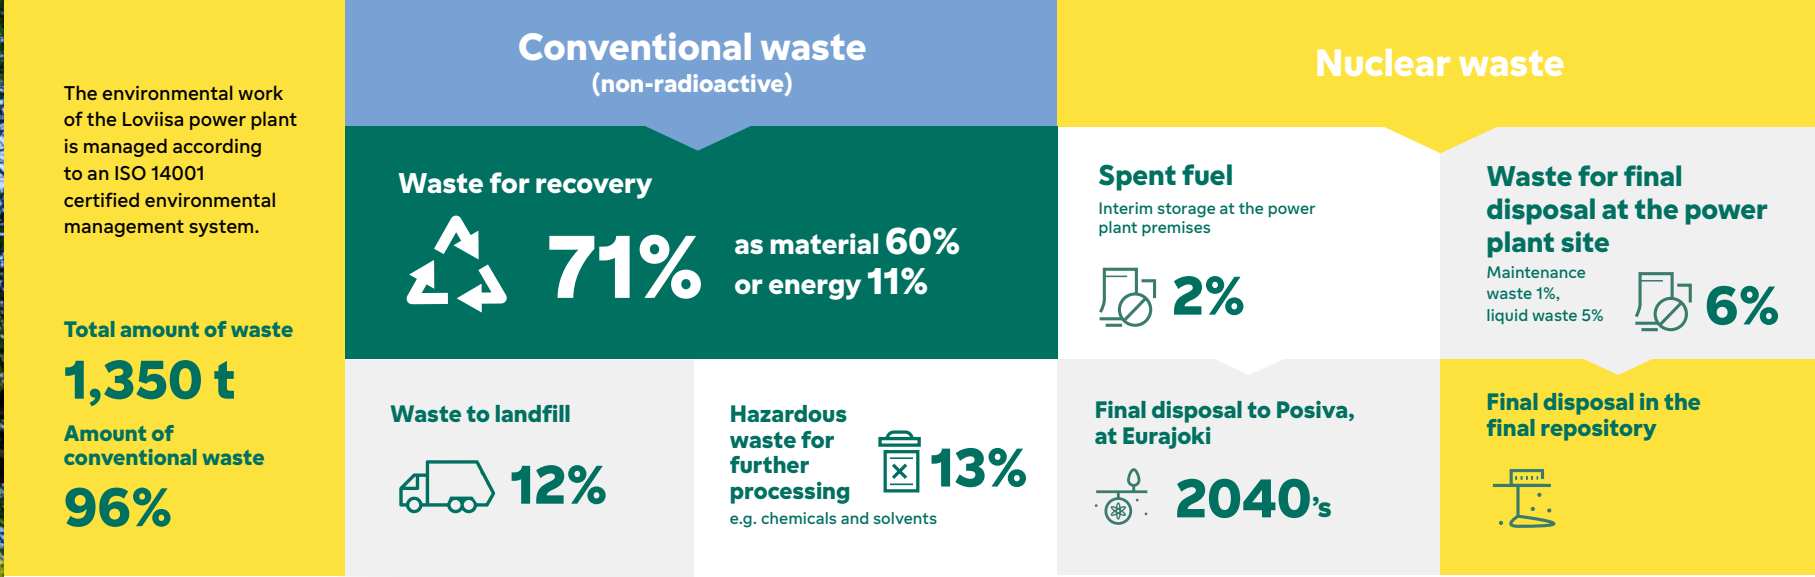 The environmental work
of the Loviisa power plant
is managed according
to an ISO 14001
certified environmental
management system.
Total amount of waste
1,350 t
Amount of
conventional waste
96%
Conventional waste
(non-radioactive)
Waste for recovery
71%
as material 60%
or energy 11%
Waste to landfill
12%
Hazardous
waste for
further
processing
e.g. chemicals and solvents
13%
Nuclear waste
Spent fuel
Interim storage at the power
plant premises
2%
Waste for final
disposal at the power
plant site
Maintenance
waste 1%,
liquid waste 5%
6%
Final disposal to Posiva,
at Eurajoki
2040's
Final disposal in the
final repository